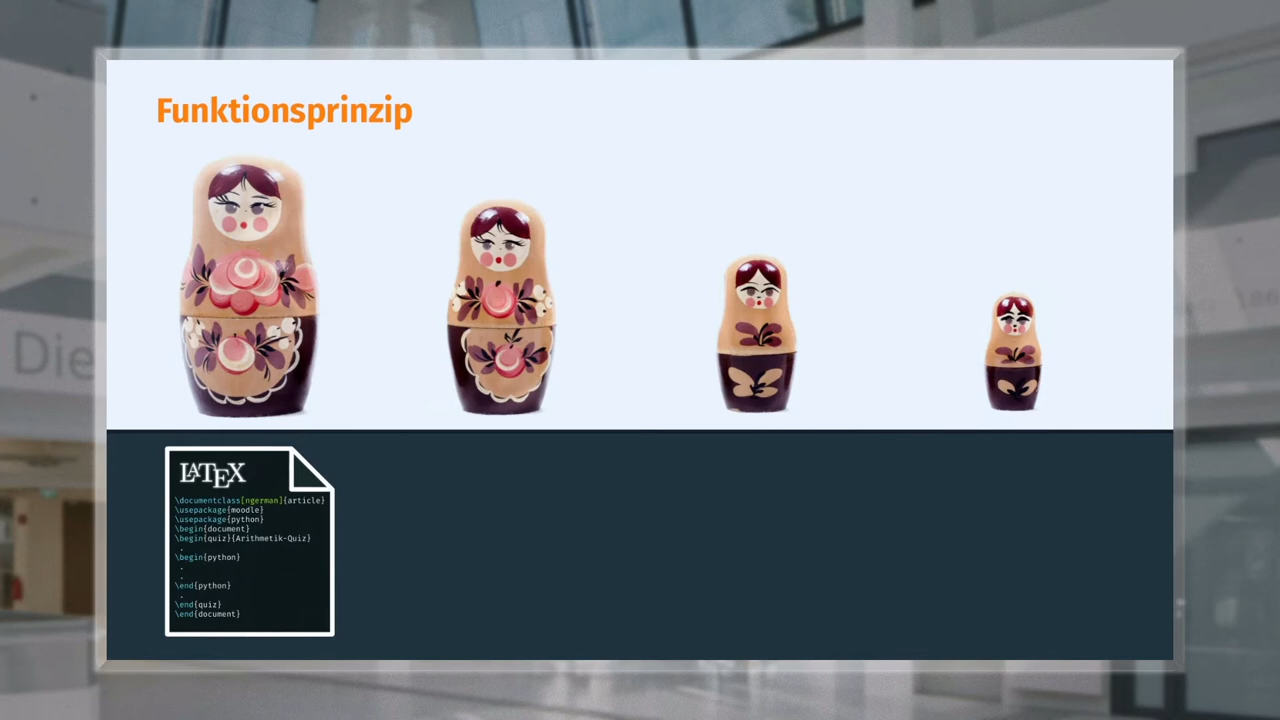 Funktionsprinzip
Die
LATEX
\documentclass[ngerman]{article}
\usepackage{moodle}
\usepackage{python}
\begin{document}
\begin{quiz}{Arithmetik-Quiz}
.
\begin{python}
.
.
\end{python}
.
\end{quiz}
\end{document}